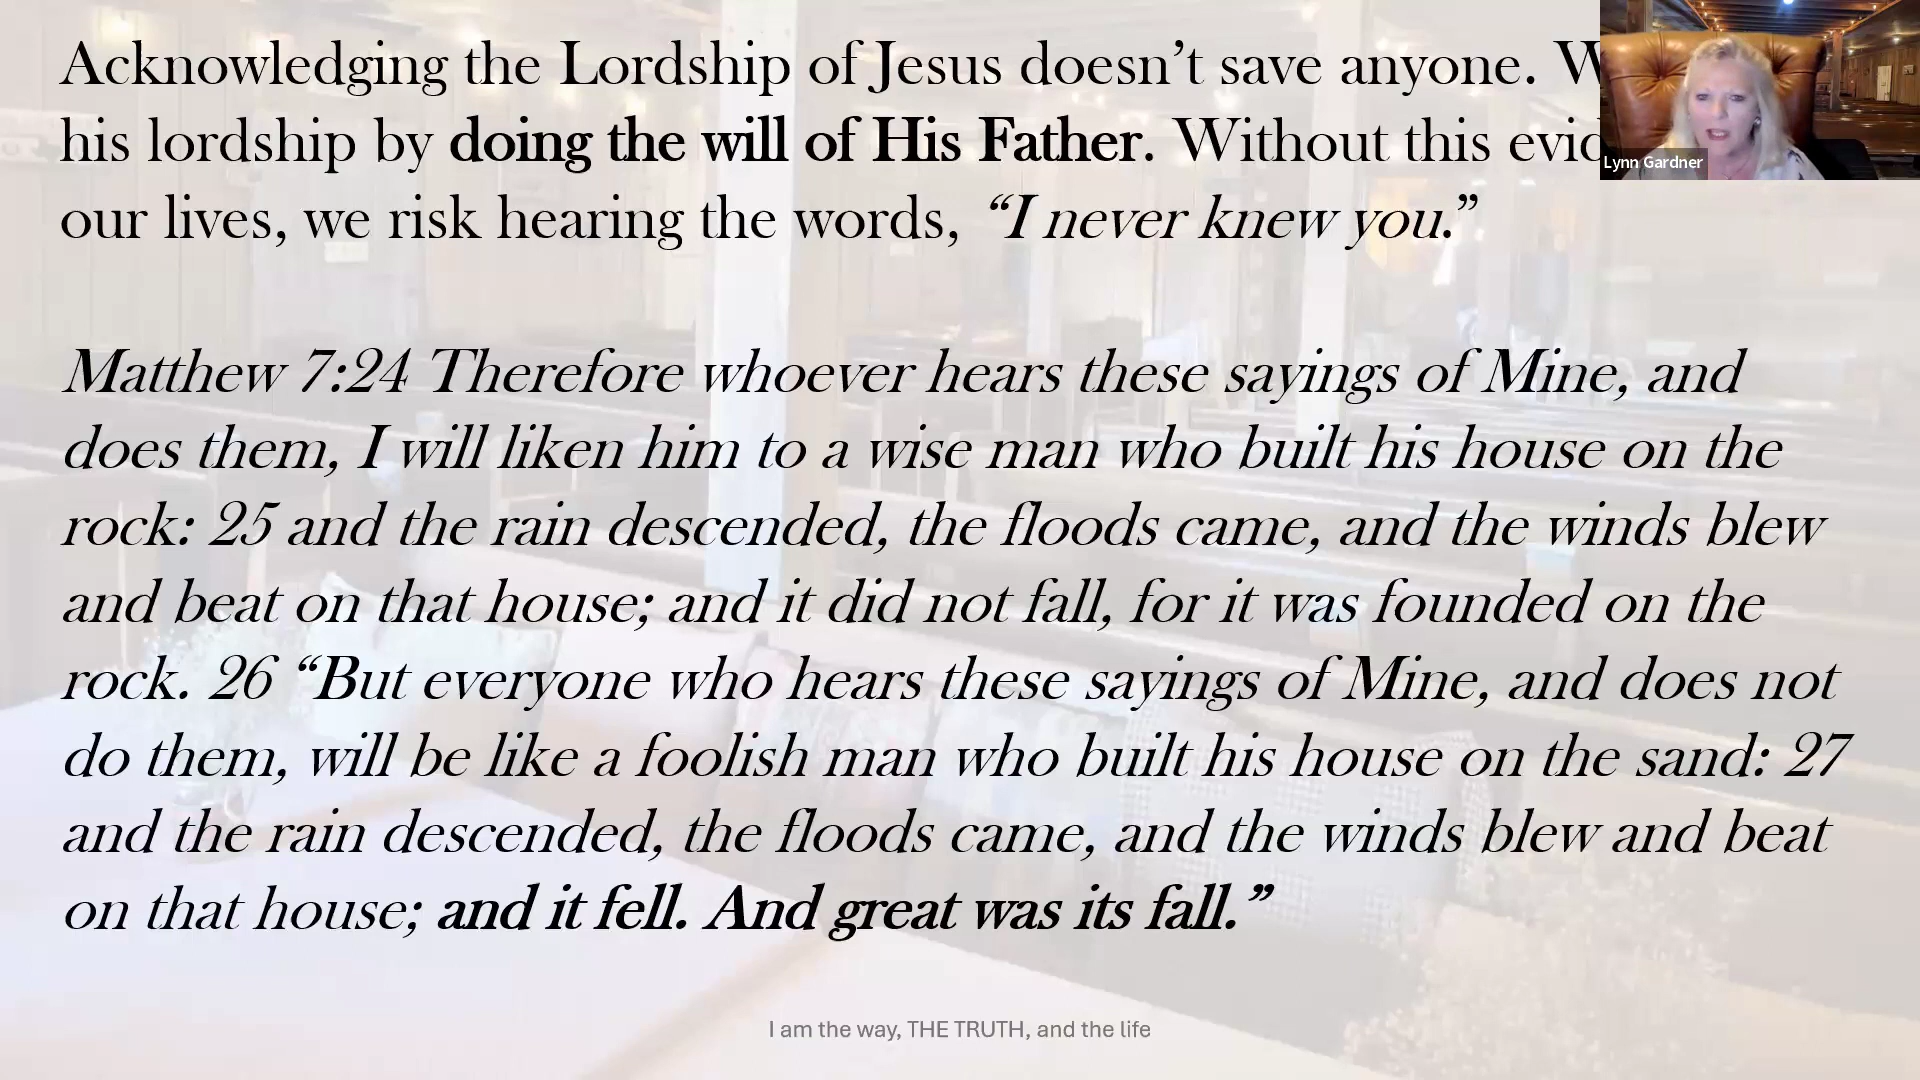 Acknowledging the Lordship of Jesus doesn’t save anyone.
his lordship by doing the will of His Father. Without this
our lives, we risk hearing the words, “I never knew you.”
Lynn Gardner
Matthew 7:24 Therefore whoever hears these sayings of Mine, and
does them, I will liken him to a wise man who built his house on the
rock: 25 and the rain descended, the floods came, and the winds blew
and beat on that house; and it did not fall, for it was founded on the
rock. 26 “But everyone who hears these sayings of Mine, and does not
do them, will be like a foolish man who built his house on the sand: 27
and the rain descended, the floods came, and the winds blew and beat
on that house; and it fell. And great was its fall.”
I am the way, THE TRUTH, and the life